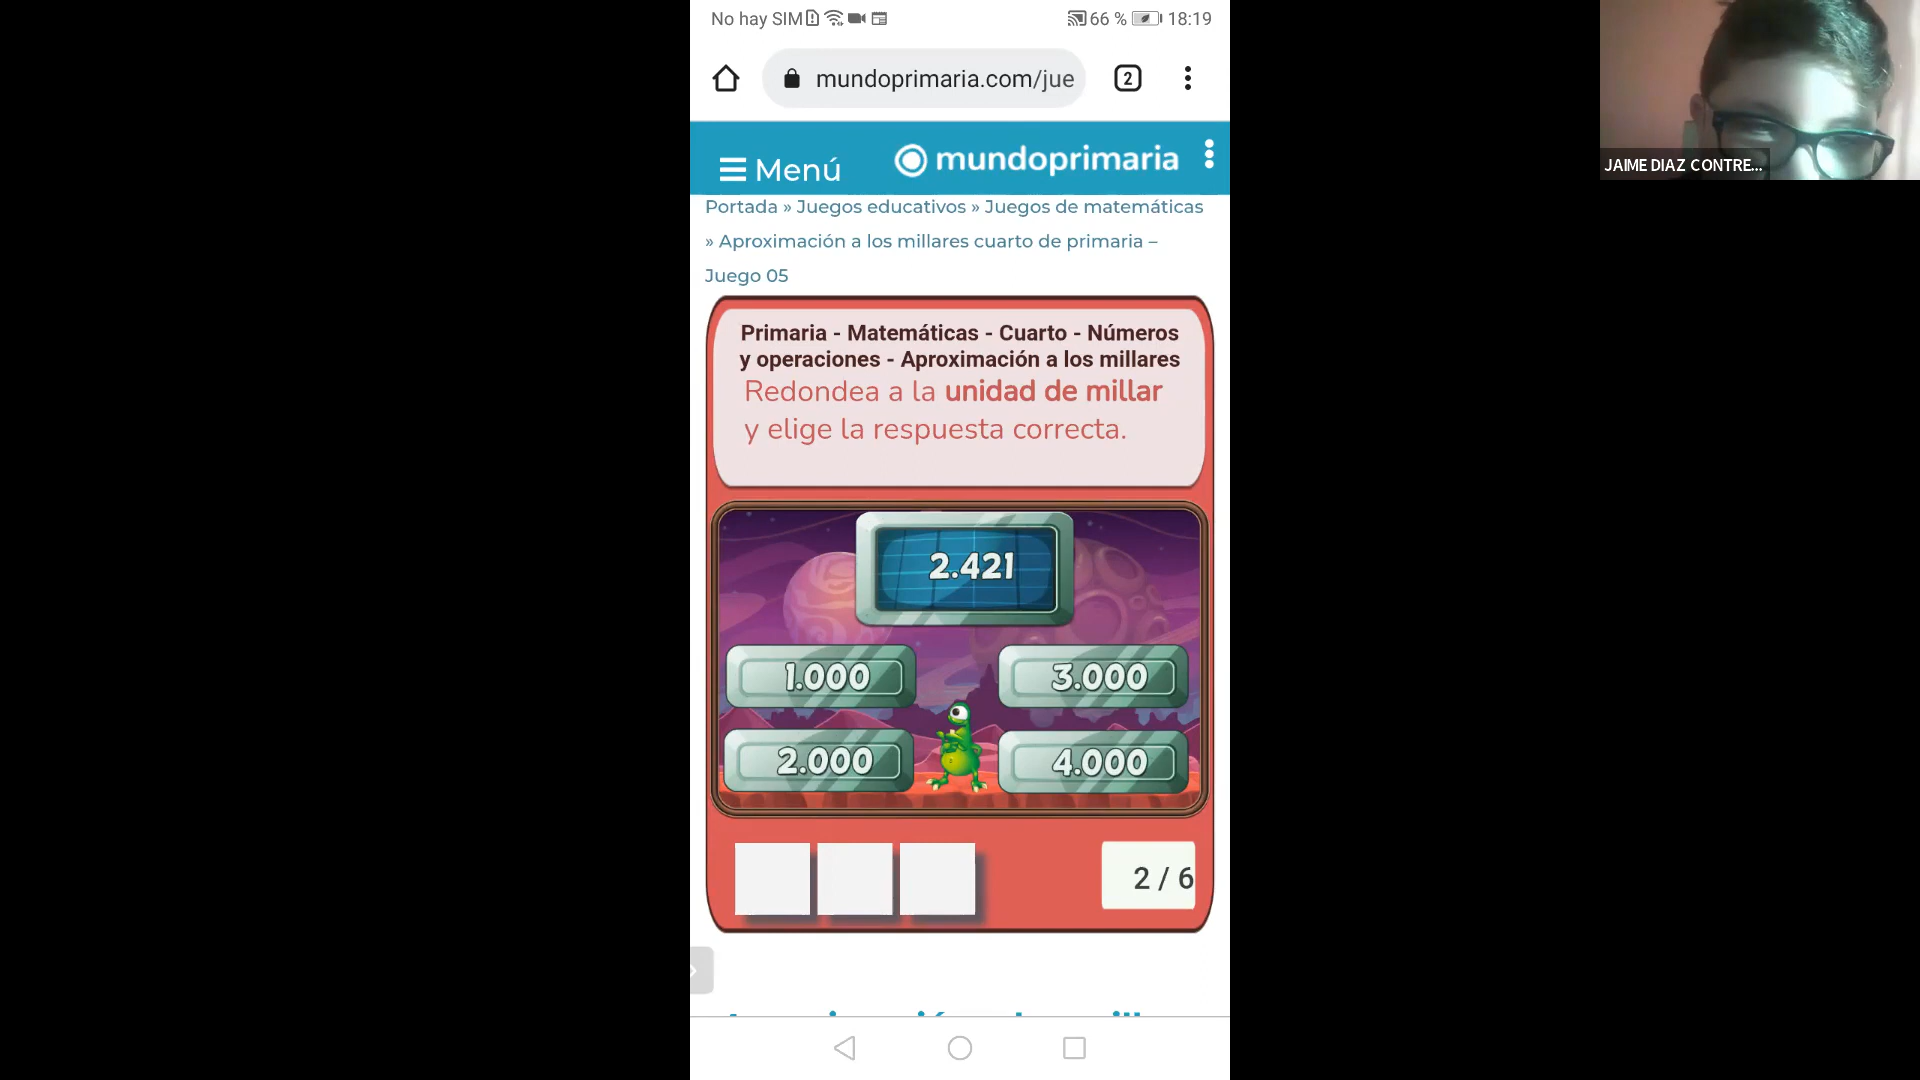 No hay SIM
66 %
18:19
mundoprimaria.com/jue
2
Menú
mundoprimaria
Portada » Juegos educativos » Juegos de matemáticas
» Aproximación a los millares cuarto de primaria –
Juego 05
Primaria - Matemáticas - Cuarto - Números
y operaciones - Aproximación a los millares
Redondea a la unidad de millar
y elige la respuesta correcta.
2.421
1.000
3.000
2.000
4.000
2 / 6
JAIME DIAZ CONTRE...